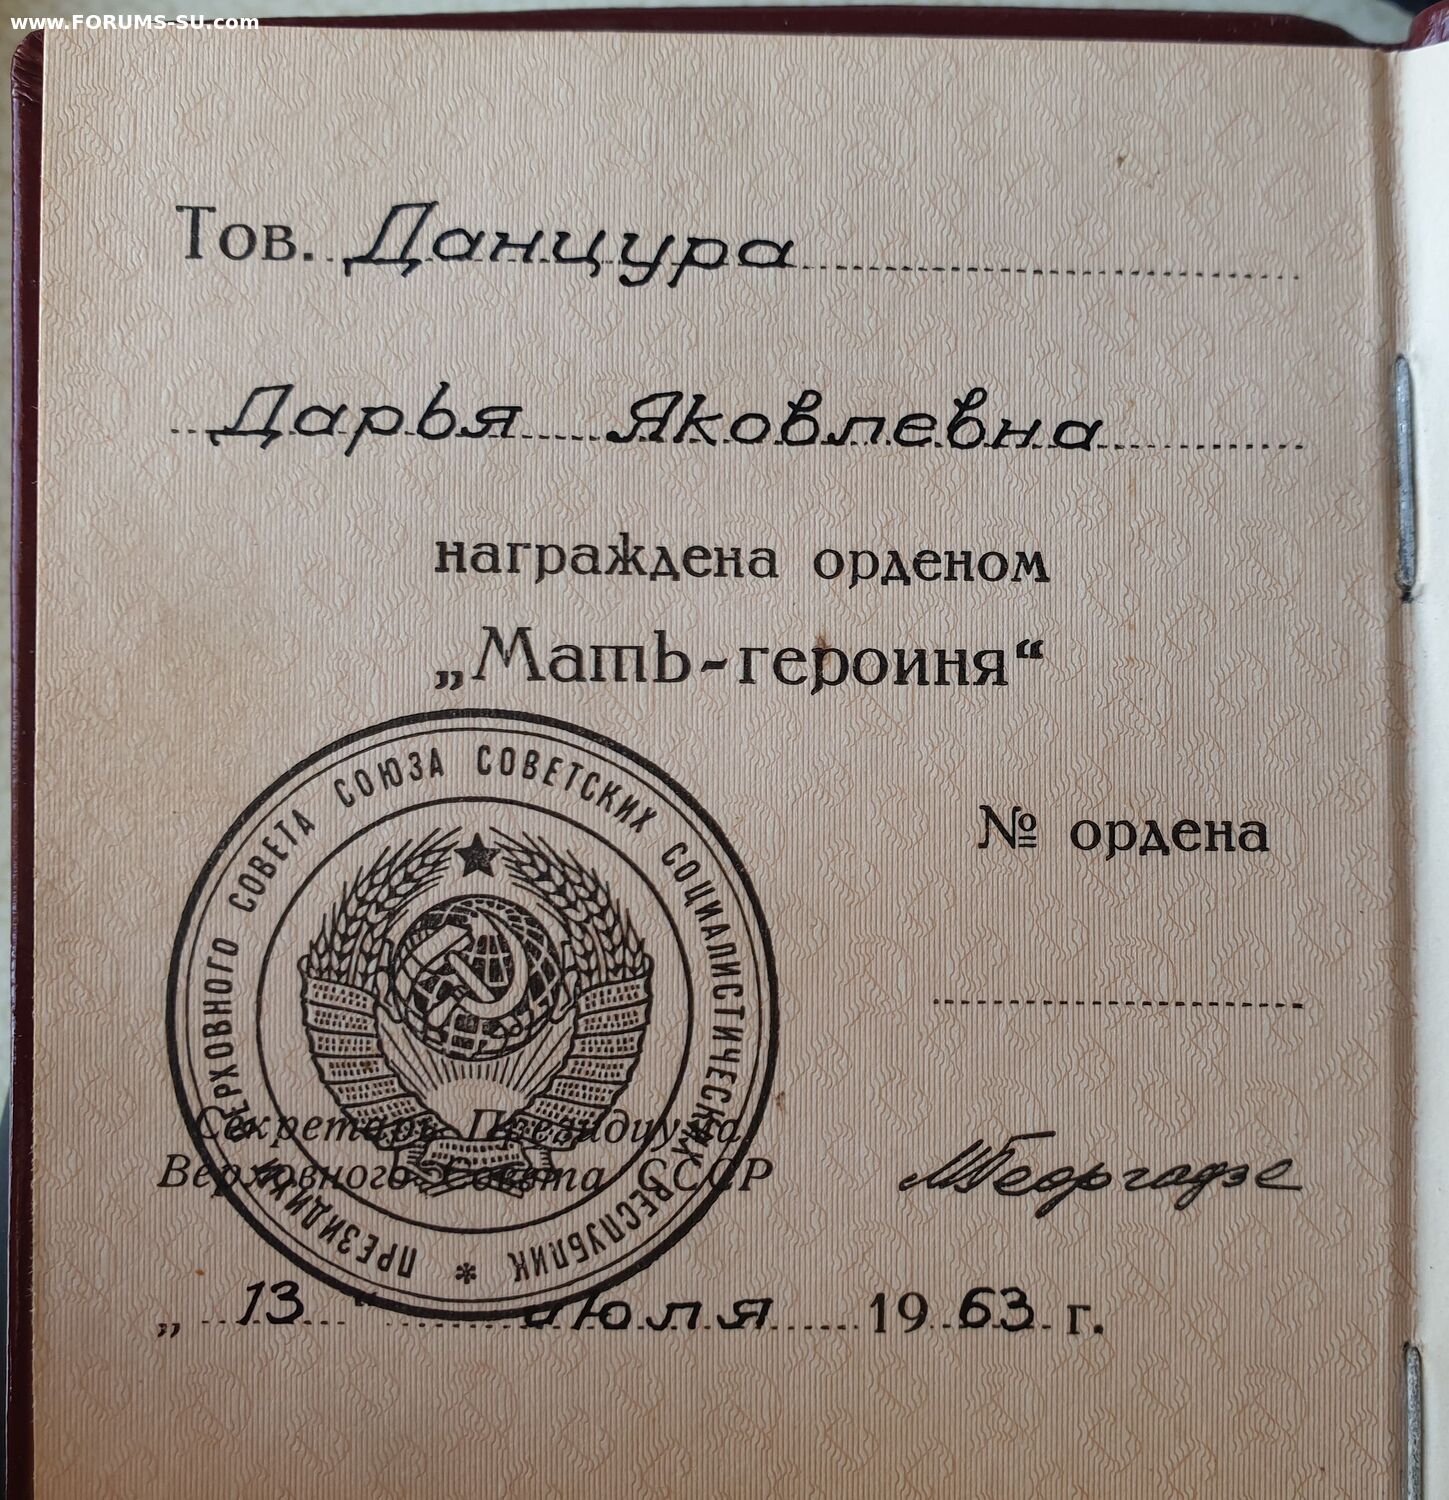 www.FORUMS-SU.com
Тов. Данцура
Дарья Яковлевна
награждена орденом
„Мать-героиня“
№ ордена
ПРЕЗИДИУМ ВЕРХОВНОГО СОВЕТА СОЮЗА СОВЕТСКИХ СОЦИАЛИСТИЧЕСКИХ РЕСПУБЛИК *
Секретарь Президиума
Верховного Совета СССР
МГеоргадзе
„ 13 “ июля 1963 г.